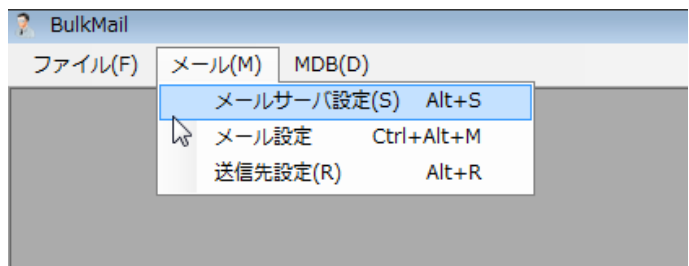 BulkMail
ファイル(F) メール(M) MDB(D)
メールサーバ設定(S) Alt+S
メール設定 Ctrl+Alt+M
送信先設定(R) Alt+R